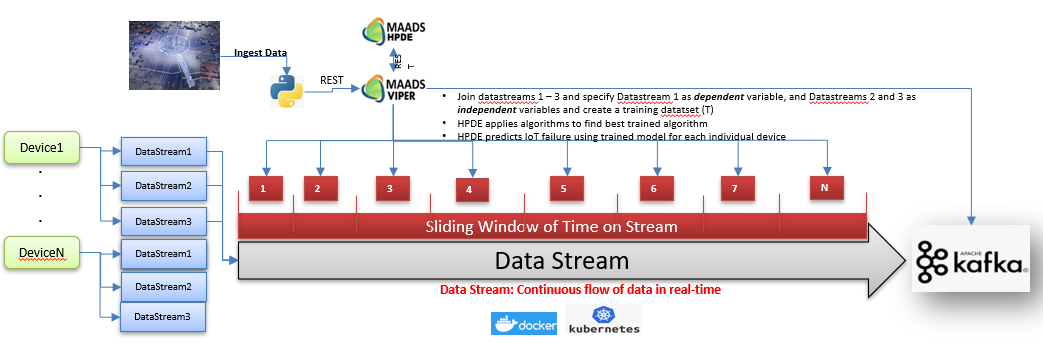 Ingest Data
REST
MAADS
HPDE
RES
T
MAADS
VIPER
• Join datastreams 1 – 3 and specify Datastream 1 as dependent variable, and Datastreams 2 and 3 as
independent variables and create a training datatset (T)
• HPDE applies algorithms to find best trained algorithm
• HPDE predicts IoT failure using trained model for each individual device
Device1
.
.
.
DeviceN
DataStream1
DataStream2
DataStream3
DataStream1
DataStream2
DataStream3
1
2
3
4
5
6
7
N
Sliding Window of Time on Stream
Data Stream
Data Stream: Continuous flow of data in real-time
APACHE
kafka®
docker
kubernetes